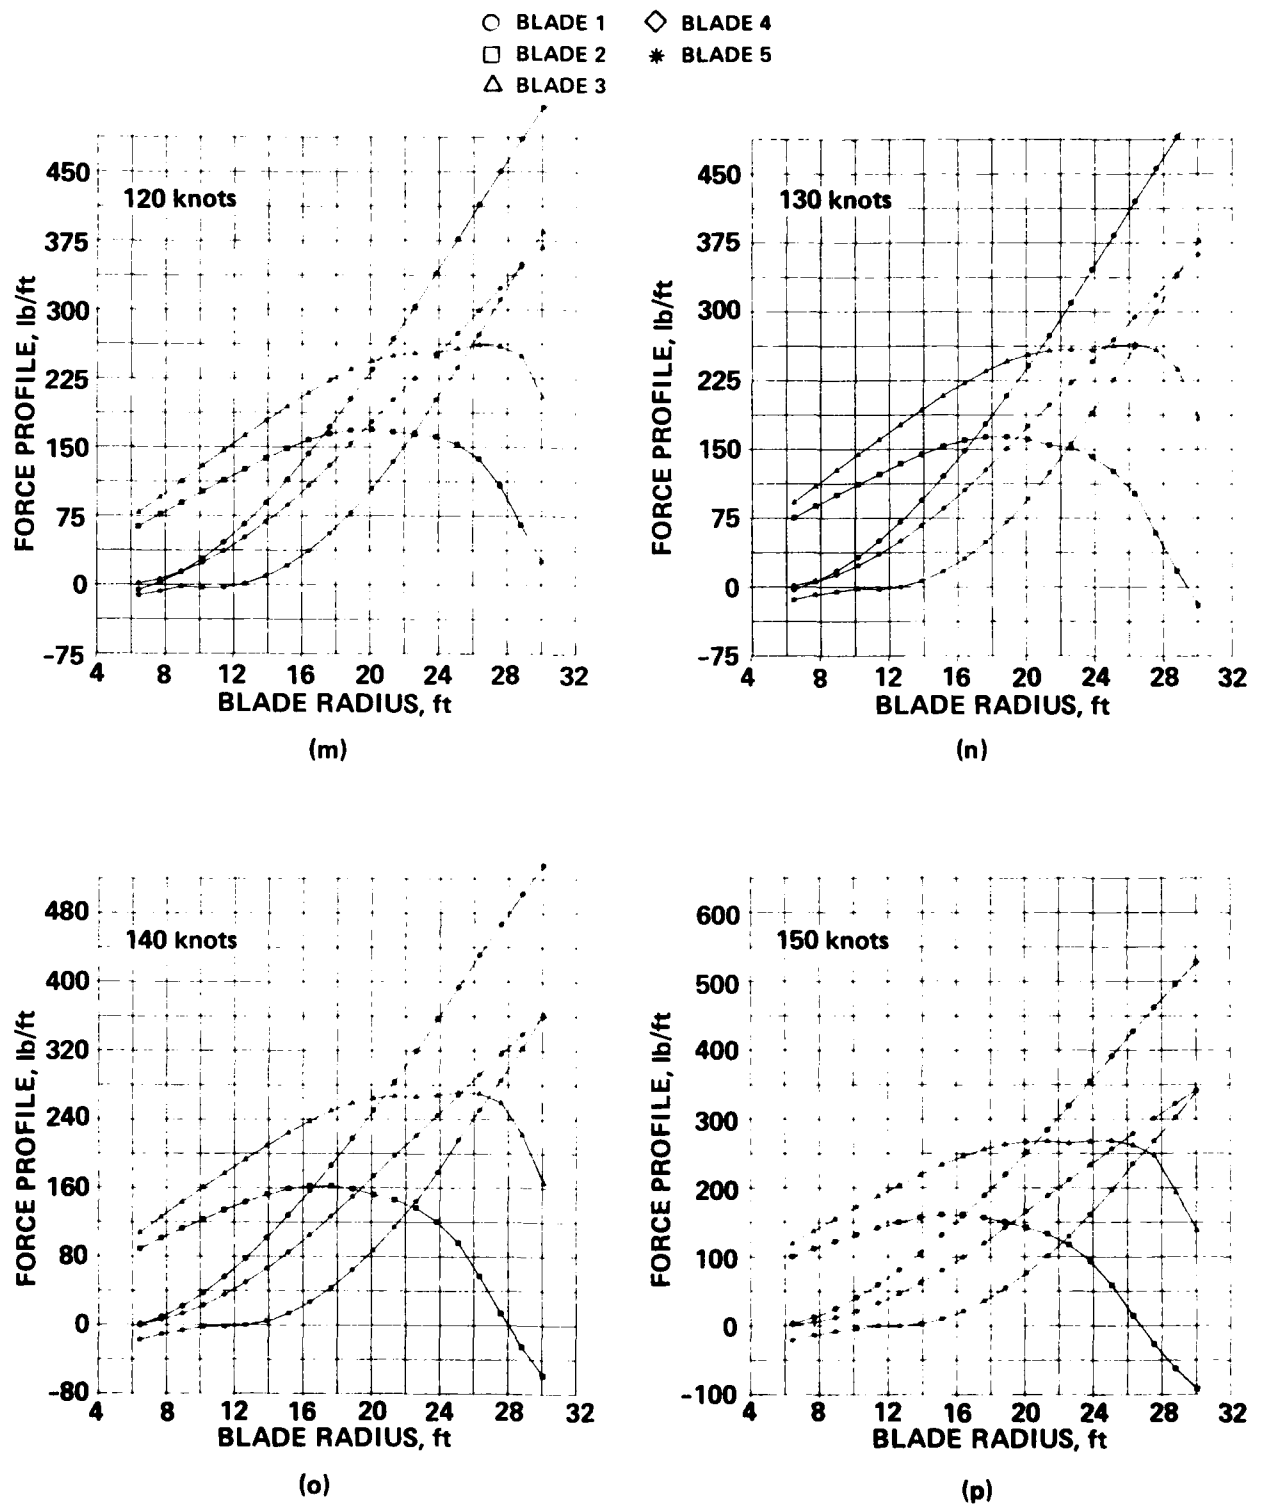 BLADE 1
BLADE 4
BLADE 2
BLADE 5
BLADE 3
120 knots
FORCE PROFILE, lb/ft
450
375
300
225
150
75
0
-75
4 8 12 16 20 24 28 32
BLADE RADIUS, ft
(m)
130 knots
FORCE PROFILE, lb/ft
450
375
300
225
150
75
0
-75
4 8 12 16 20 24 28 32
BLADE RADIUS, ft
(n)
140 knots
FORCE PROFILE, lb/ft
480
400
320
240
160
80
0
-80
4 8 12 16 20 24 28 32
BLADE RADIUS, ft
(o)
150 knots
FORCE PROFILE, lb/ft
600
500
400
300
200
100
0
-100
4 8 12 16 20 24 28 32
BLADE RADIUS, ft
(p)